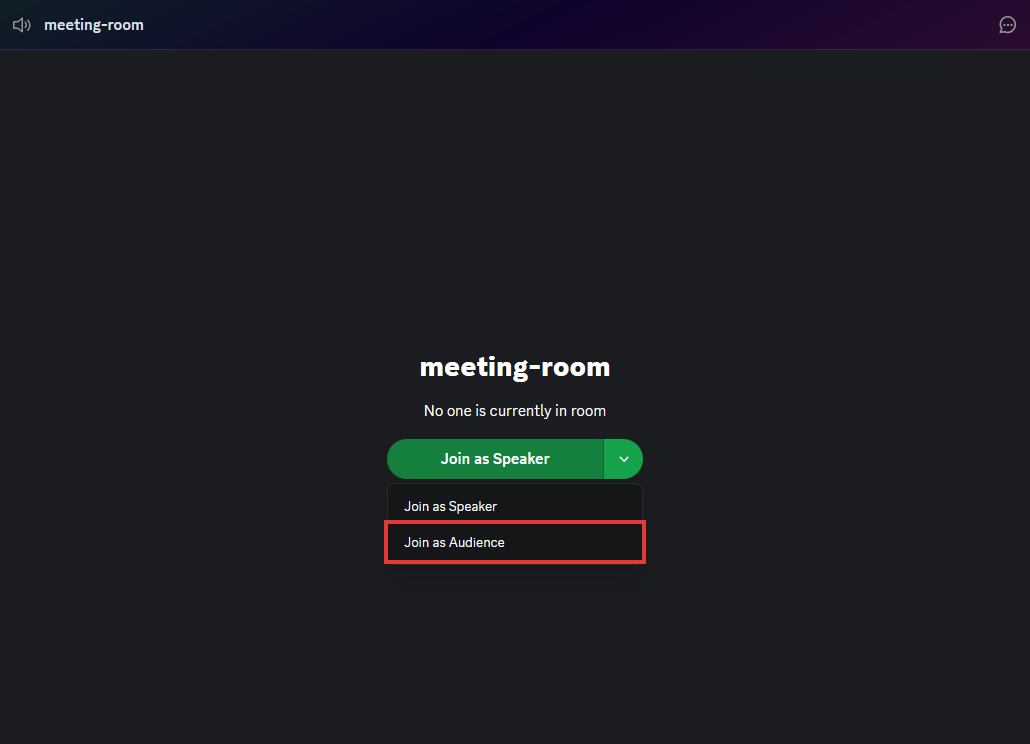 meeting-room
meeting-room
No one is currently in room
Join as Speaker
Join as Speaker
Join as Audience